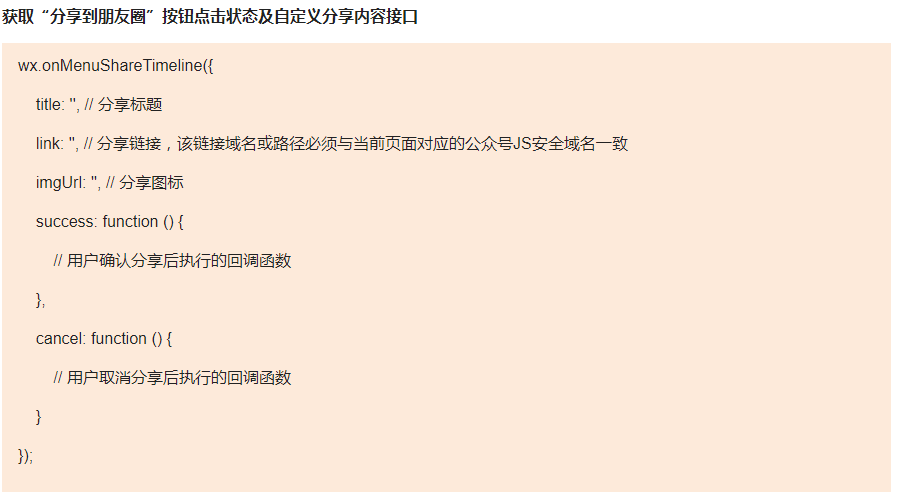 获取“分享到朋友圈”按钮点击状态及自定义分享内容接口
wx.onMenuShareTimeline({
title: '', // 分享标题
link: '', // 分享链接，该链接域名或路径必须与当前页面对应的公众号JS安全域名一致
imgUrl: '', // 分享图标
success: function () {
// 用户确认分享后执行的回调函数
},
cancel: function () {
// 用户取消分享后执行的回调函数
}
});